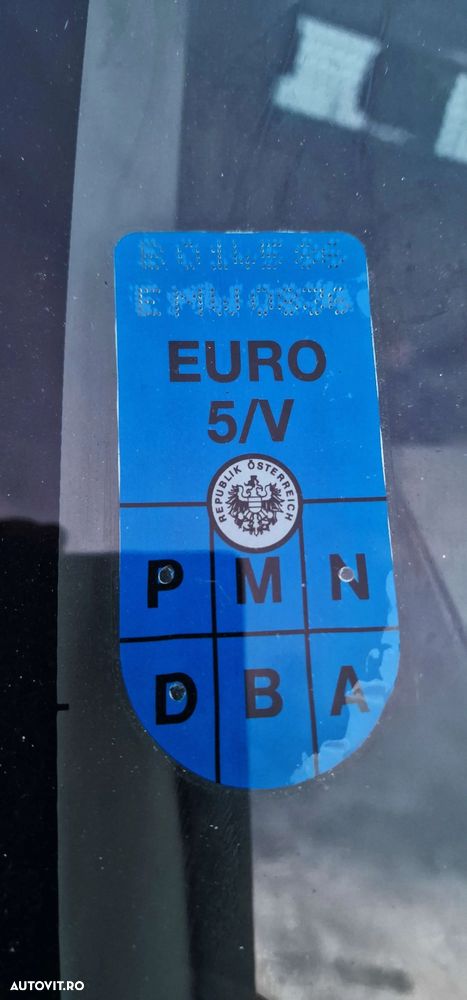 EURO
5/V
REPUBLIK ÖSTERREICH
P M N
D B A
AUTOVIT.RO